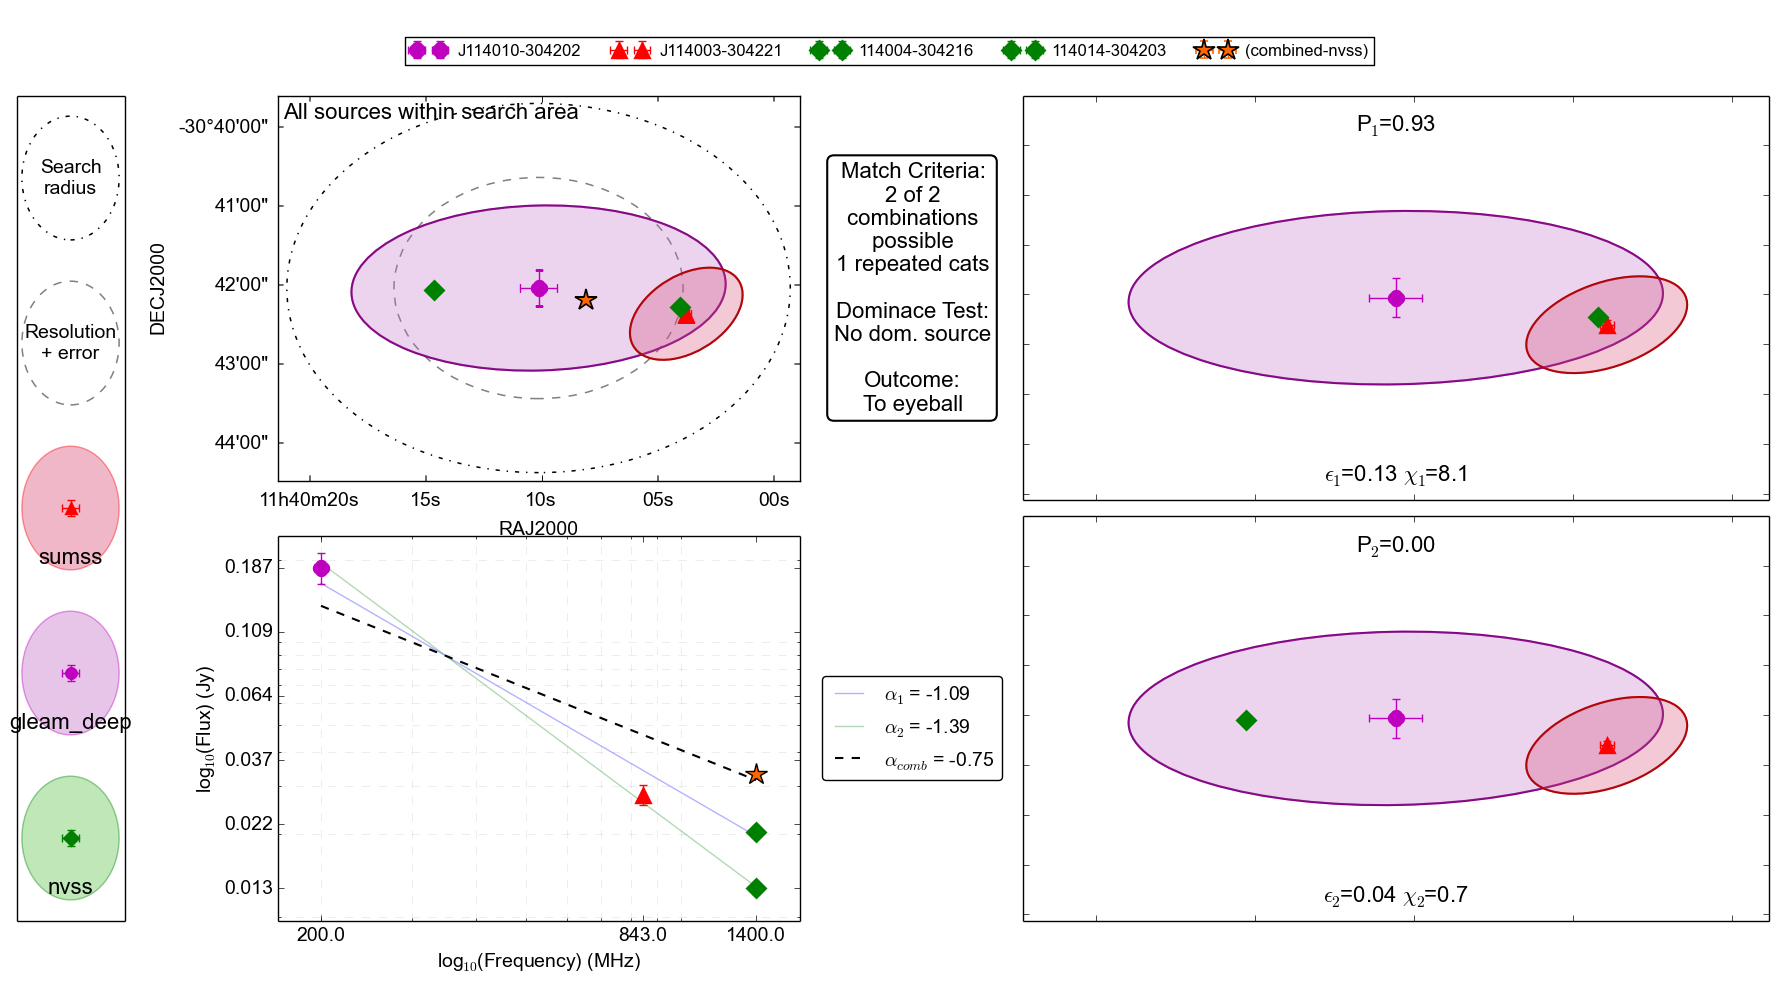 J114010-304202 J114003-304221 114004-304216 114014-304203 (combined-nvss)
Search
radius
Resolution
+ error
sumss
gleam_deep
nvss
All sources within search area
-30°40'00"
41'00"
42'00"
43'00"
44'00"
DECJ2000
11h40m20s 15s 10s 05s 00s
RAJ2000
Match Criteria:
2 of 2
combinations
possible
1 repeated cats
Dominace Test:
No dom. source
Outcome:
To eyeball
P1=0.93
ϵ1=0.13 χ1=8.1
0.187
0.109
0.064
0.037
0.022
0.013
log10(Flux) (Jy)
200.0 843.0 1400.0
log10(Frequency) (MHz)
α1 = -1.09
α2 = -1.39
αcomb = -0.75
P2=0.00
ϵ2=0.04 χ2=0.7